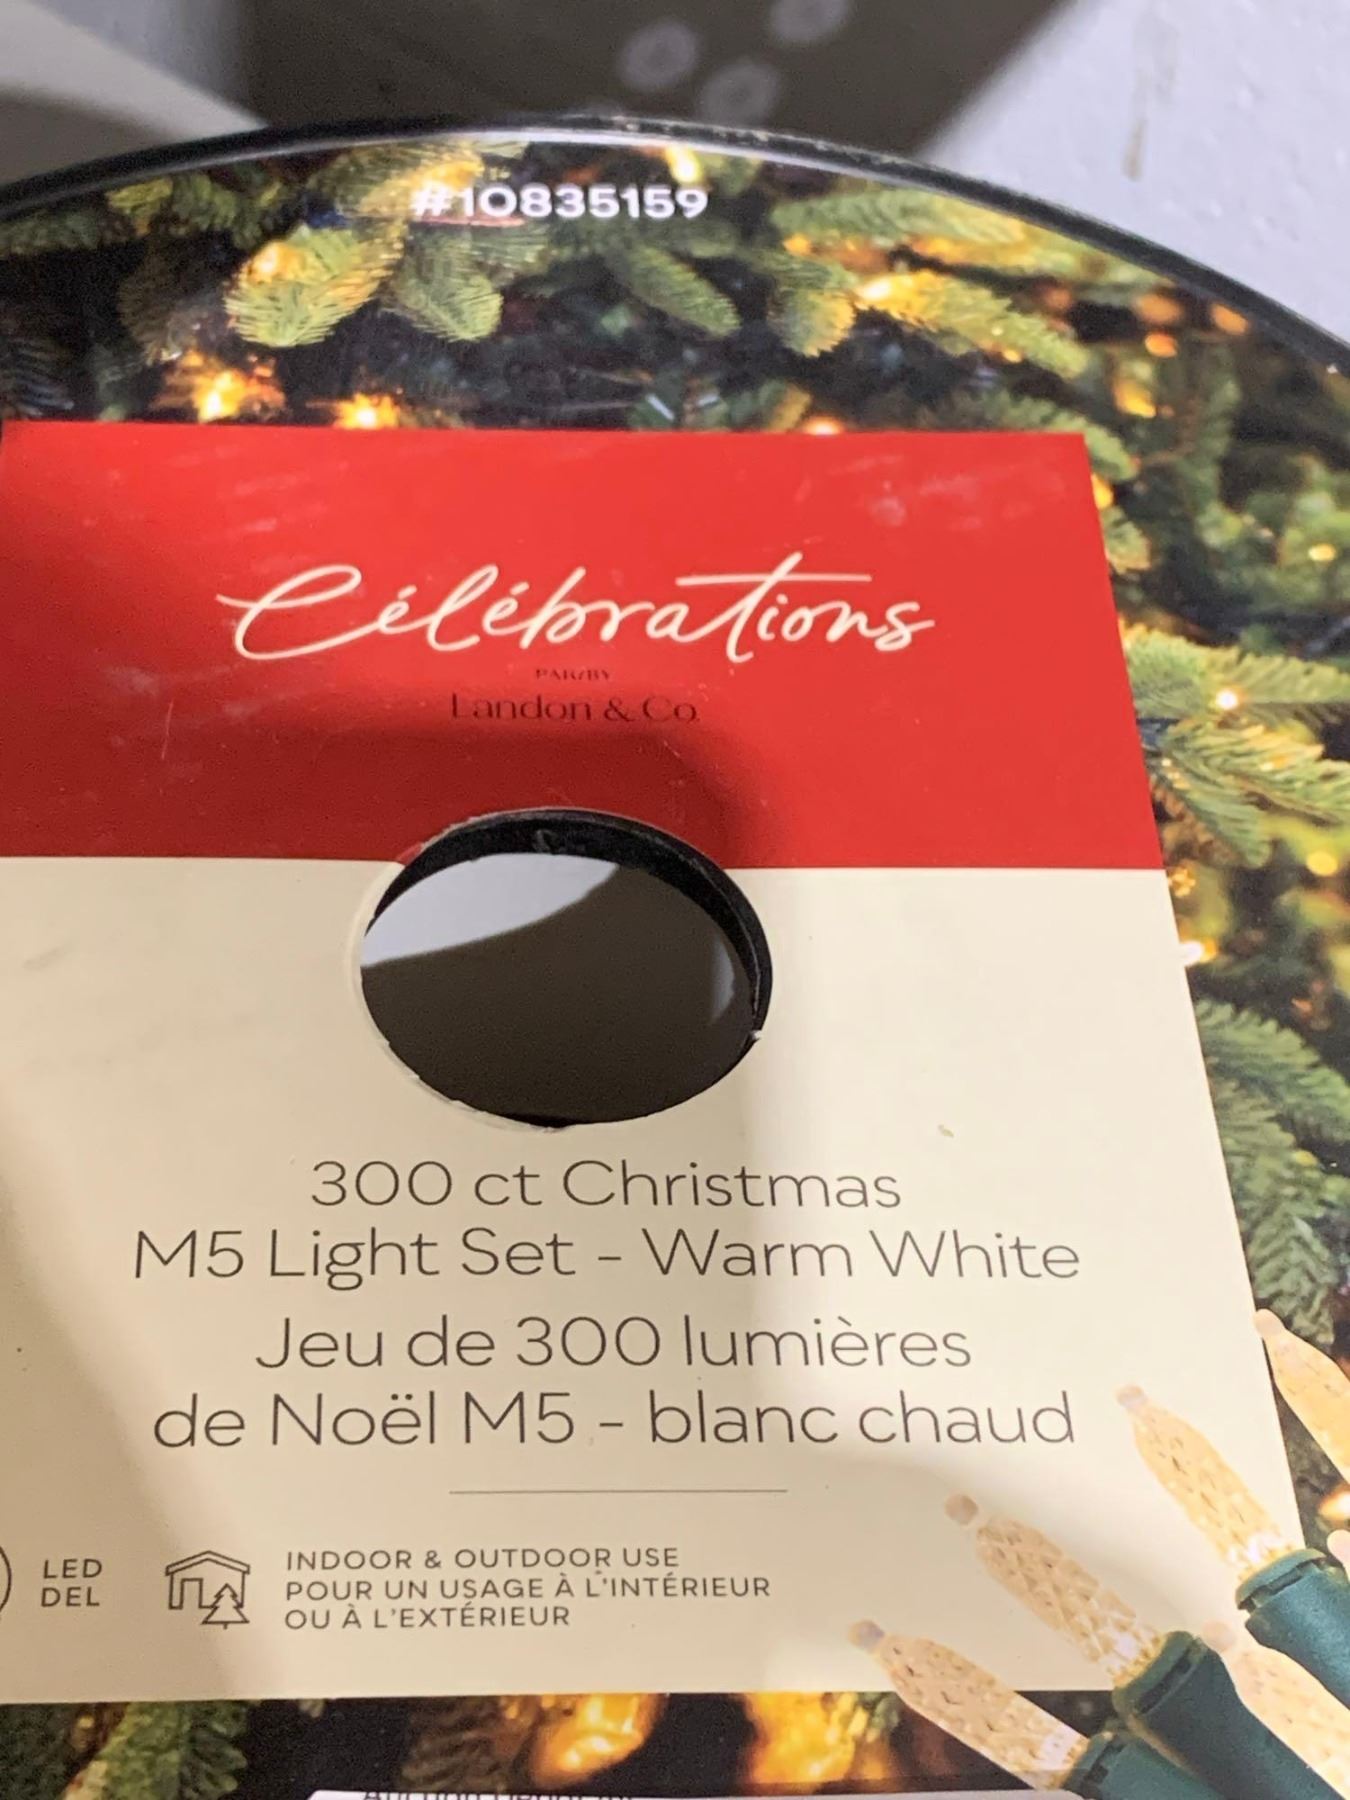 #10835159
Célébrations
PAR/BY
Landon & Co.
300 ct Christmas
M5 Light Set - Warm White
Jeu de 300 lumières
de Noël M5 - blanc chaud
LED
DEL
INDOOR & OUTDOOR USE
POUR UN USAGE À L'INTÉRIEUR
OU À L'EXTÉRIEUR